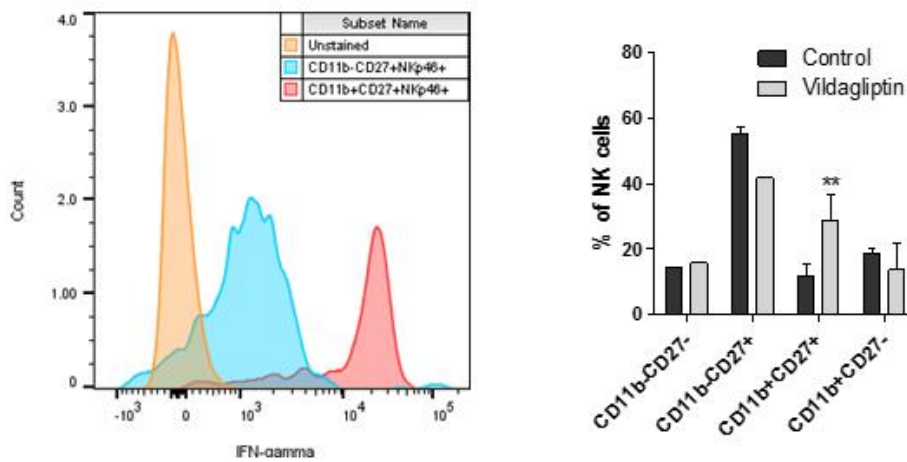 4.0
3.0
2.0
1.00
0
Count
-10³ 0 10³ 10⁴ 10⁵
IFN-gamma
Subset Name
Unstained
CD11b-CD27+NKp46+
CD11b+CD27+NKp46+
80
60
40
20
0
% of NK cells
Control
Vildagliptin
**
CD11b-CD27-
CD11b-CD27+
CD11b+CD27+
CD11b+CD27-